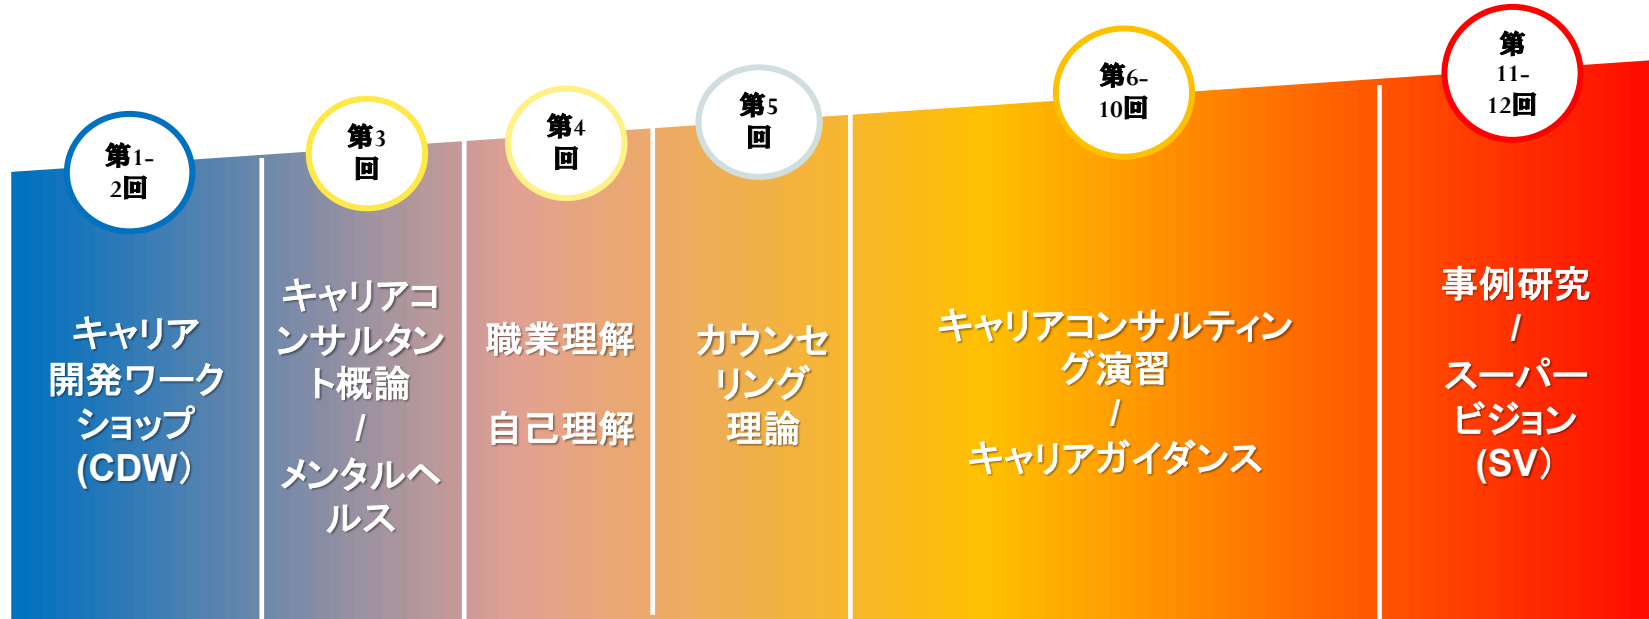 第1-
2回
キャリア
開発ワーク
ショップ
(CDW）
第3
回
キャリアコ
ンサルタン
ト概論
/
メンタルヘ
ルス
第4
回
職業理解
自己理解
第5
回
カウンセ
リング
理論
第6-
10回
キャリアコンサルティン
グ演習
/
キャリアガイダンス
第
11-
12回
事例研究
/
スーパー
ビジョン
(SV）